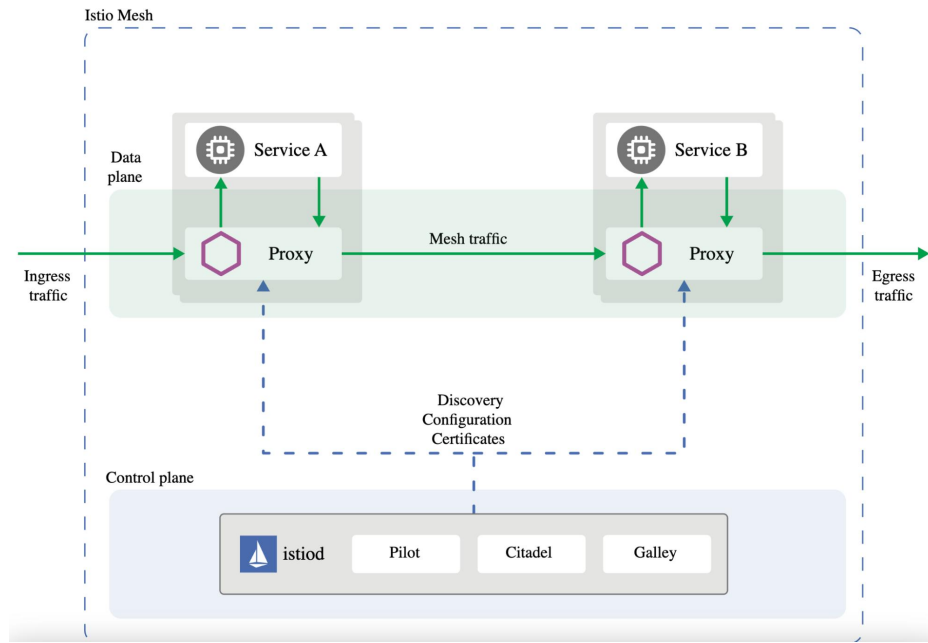 Istio Mesh
Service A
Service B
Data
plane
Proxy
Mesh traffic
Proxy
Ingress
traffic
Egress
traffic
Discovery
Configuration
Certificates
Control plane
istiod
Pilot
Citadel
Galley